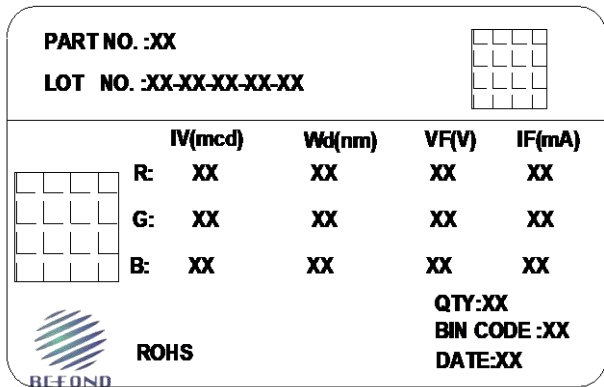 PART NO. :XX
LOT NO. :XX-XX-XX-XX-XX
IV(mcd) Wd(nm) VF(V) IF(mA)
R: XX XX XX XX
G: XX XX XX XX
B: XX XX XX XX
QTY:XX
BIN CODE :XX
ROHS
DATE:XX
REFOND